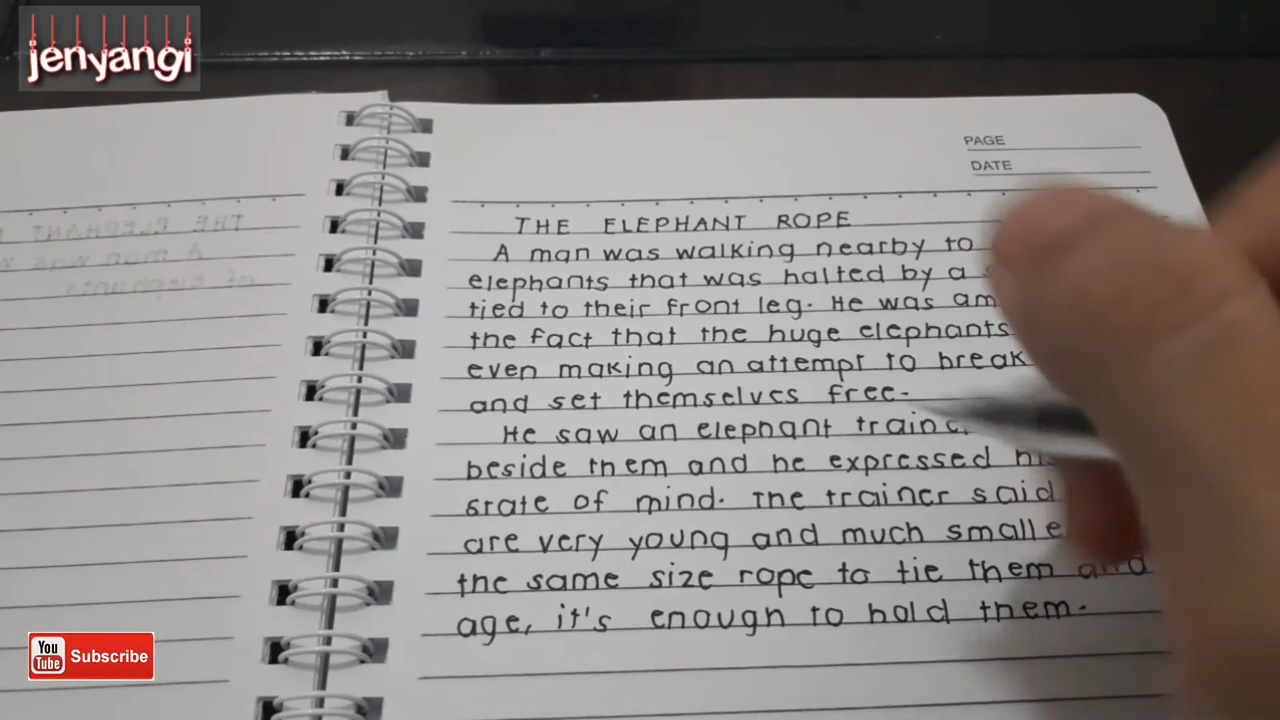 jenyangi
PAGE
DATE
THE ELEPHANT ROPE
A man was walking nearby to
elephants that was halted by a
tied to their front leg. He was
the fact that the huge elephants
even making an attempt to break
and set themselves free.
He saw an elephant
beside them and he expressed
state of mind. The trainer said
are very young and much
the same size rope to tie them and
age, it's enough to hold them.
You
Tube Subscribe